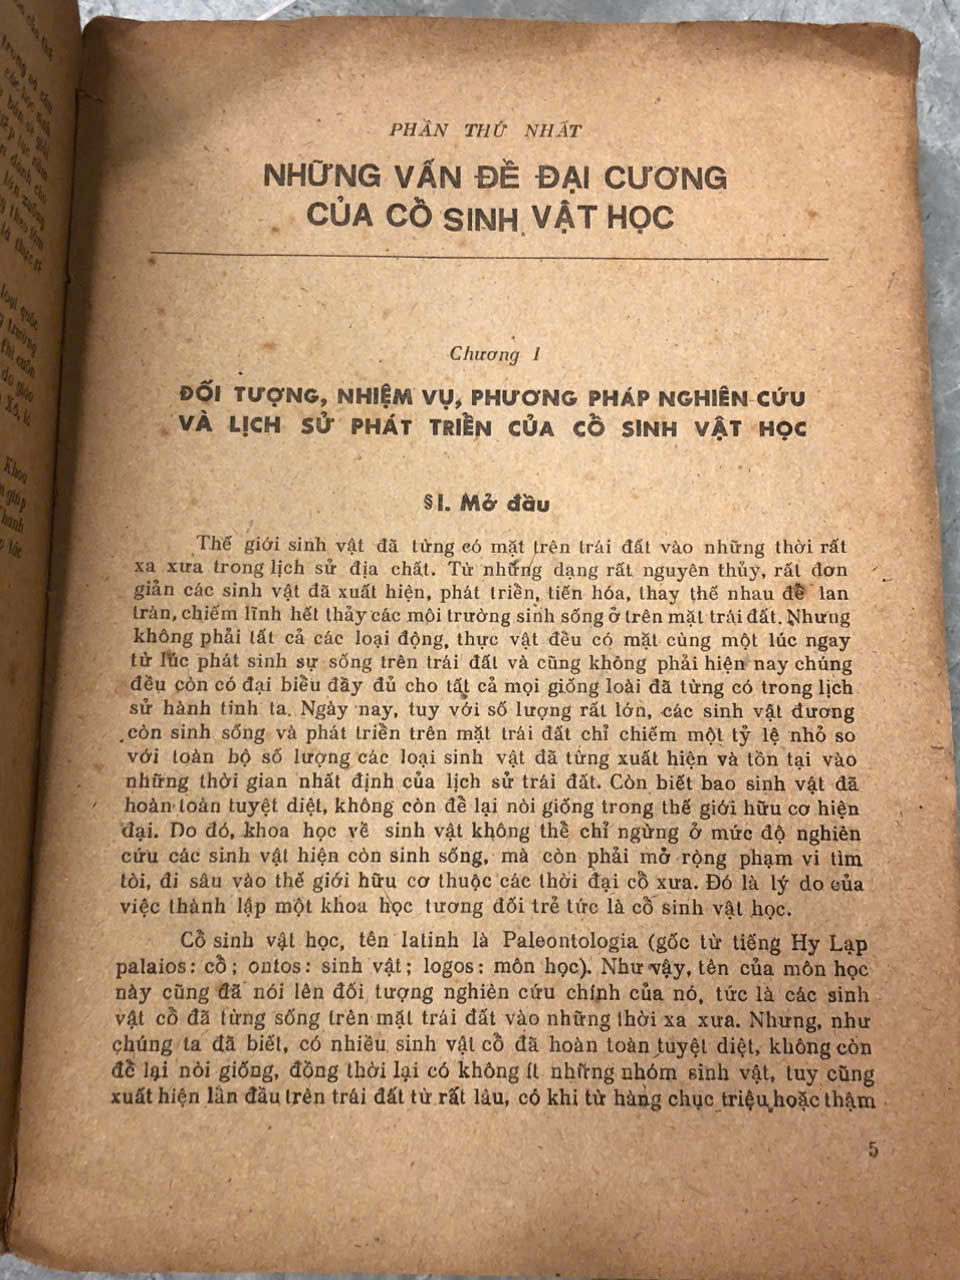 PHẦN THỨ NHẤT
NHỮNG VẤN ĐỀ ĐẠI CƯƠNG
CỦA CỔ SINH VẬT HỌC
Chương I
ĐỐI TƯỢNG, NHIỆM VỤ, PHƯƠNG PHÁP NGHIÊN CỨU
VÀ LỊCH SỬ PHÁT TRIỂN CỦA CỔ SINH VẬT HỌC
§I. Mở đầu
Thế giới sinh vật đã từng có mặt trên trái đất vào những thời rất
xa xưa trong lịch sử địa chất. Từ những dạng rất nguyên thủy, rất đơn
giản các sinh vật đã xuất hiện, phát triển, tiến hóa, thay thế nhau để lan
tràn, chiếm lĩnh hết thảy các môi trường sinh sống ở trên mặt trái đất. Nhưng
không phải tất cả các loại động, thực vật đều có mặt cùng một lúc ngay
từ lúc phát sinh sự sống trên trái đất và cũng không phải hiện nay chúng
đều còn có đại biểu đầy đủ cho tất cả mọi giống loài đã từng có trong lịch
sử hành tinh ta. Ngày nay, tuy với số lượng rất lớn, các sinh vật đương
còn sinh sống và phát triển trên mặt trái đất chỉ chiếm một tỷ lệ nhỏ so
với toàn bộ số lượng các loại sinh vật đã từng xuất hiện và tồn tại vào
những thời gian nhất định của lịch sử trái đất. Còn biết bao sinh vật đã
hoàn toàn tuyệt diệt, không còn để lại nòi giống trong thế giới hữu cơ hiện
đại. Do đó, khoa học về sinh vật không thể chỉ ngừng ở mức độ nghiên
cứu các sinh vật hiện còn sinh sống, mà còn phải mở rộng phạm vi tìm
tòi, đi sâu vào thế giới hữu cơ thuộc các thời đại cổ xưa. Đó là lý do của
việc thành lập một khoa học tương đối trẻ tức là cổ sinh vật học.
Cổ sinh vật học, tên latinh là Paleontologia (gốc từ tiếng Hy Lạp
palaios: cổ; ontos: sinh vật; logos: môn học). Như vậy, tên của môn học
này cũng đã nói lên đối tượng nghiên cứu chính của nó, tức là các sinh
vật cổ đã từng sống trên mặt trái đất vào những thời xa xưa. Nhưng, như
chúng ta đã biết, có nhiều sinh vật cổ đã hoàn toàn tuyệt diệt, không còn
để lại nòi giống, đồng thời lại có không ít những nhóm sinh vật, tuy cũng
xuất hiện lần đầu trên trái đất từ rất lâu, có khi từ hàng chục triệu hoặc thậm
5